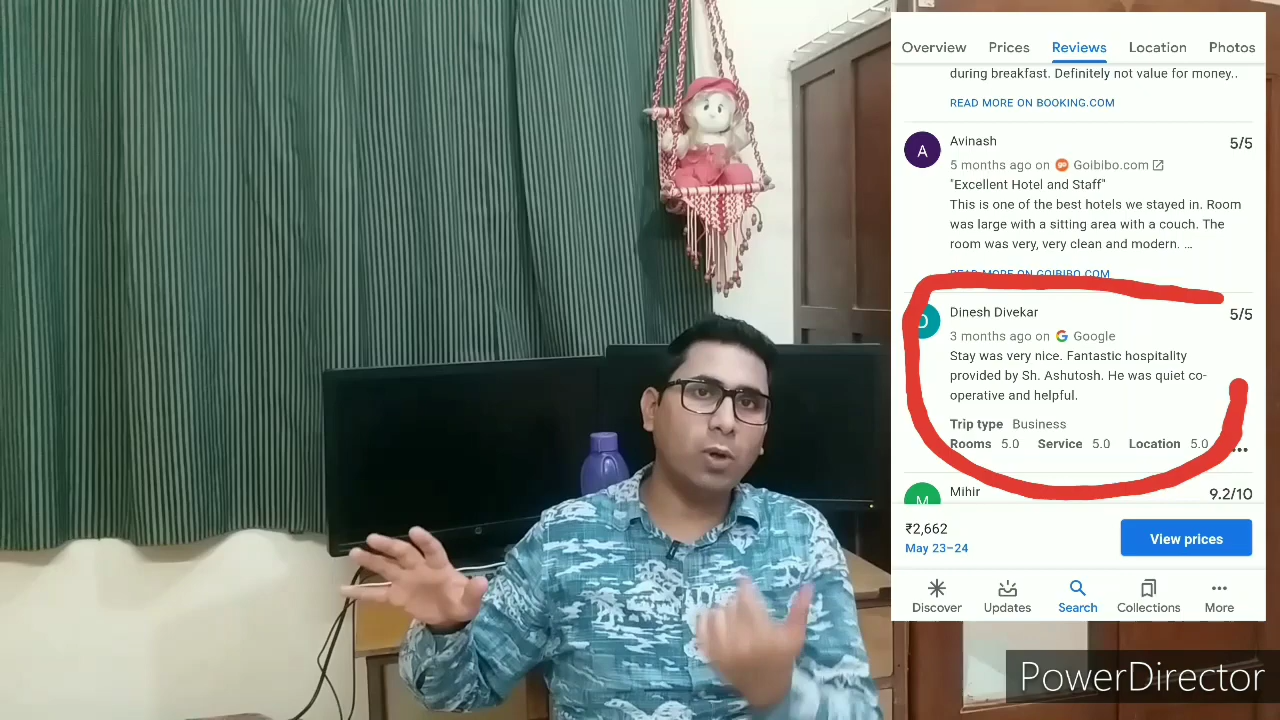 Overview Prices Reviews Location Photos
during breakfast. Definitely not value for money..
READ MORE ON BOOKING.COM
A Avinash 5/5
5 months ago on Goibibo.com
"Excellent Hotel and Staff"
This is one of the best hotels we stayed in. Room
was large with a sitting area with a couch. The
room was very, very clean and modern. ...
READ MORE ON GOIBIBO.COM
D Dinesh Divekar 5/5
3 months ago on Google
Stay was very nice. Fantastic hospitality
provided by Sh. Ashutosh. He was quiet co-
operative and helpful.
Trip type Business
Rooms 5.0 Service 5.0 Location 5.0
M Mihir 9.2/10
₹2,662
May 23–24
View prices
Discover Updates Search Collections More
PowerDirector